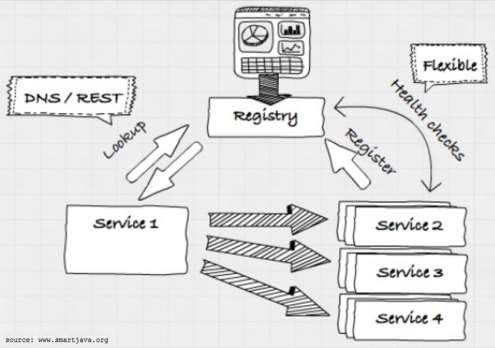 DNS / REST
Flexible
Registry
Lookup
Register
Health checks
Service 1
Service 2
Service 3
Service 4
source: www.smartjava.org